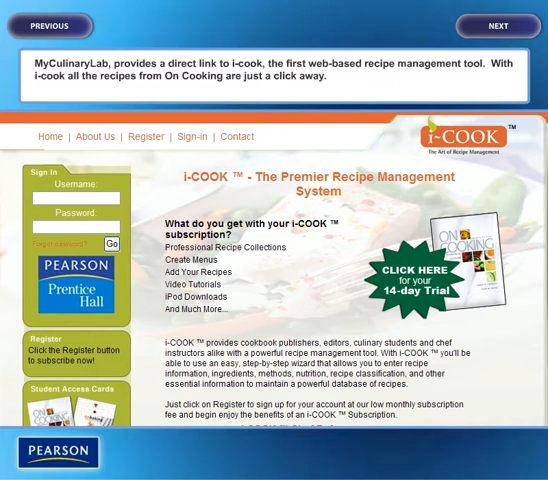 PREVIOUS
NEXT
MyCulinaryLab, provides a direct link to i-cook, the first web-based recipe management tool. With
i-cook all the recipes from On Cooking are just a click away.
Home | About Us | Register | Sign-in | Contact
i~COOK ™
The Art of Recipe Management
Sign In
Username:
Password:
Forgot password?
Go
PEARSON
Prentice
Hall
Register
Click the Register button
to subscribe now!
Student Access Cards
ON
COOKING
i-COOK ™ - The Premier Recipe Management
System
What do you get with your i-COOK ™
subscription?
Professional Recipe Collections
Create Menus
Add Your Recipes
Video Tutorials
iPod Downloads
And Much More...
ON
COOKING
CLICK HERE
for your
14-day Trial
i-COOK ™ provides cookbook publishers, editors, culinary students and chef
instructors alike with a powerful recipe management tool. With i-COOK ™ you'll be
able to use an easy, step-by-step wizard that allows you to enter recipe
information, ingredients, methods, nutrition, recipe classification, and other
essential information to maintain a powerful database of recipes.
Just click on Register to sign up for your account at our low monthly subscription
fee and begin enjoy the benefits of an i-COOK ™ Subscription.
PEARSON